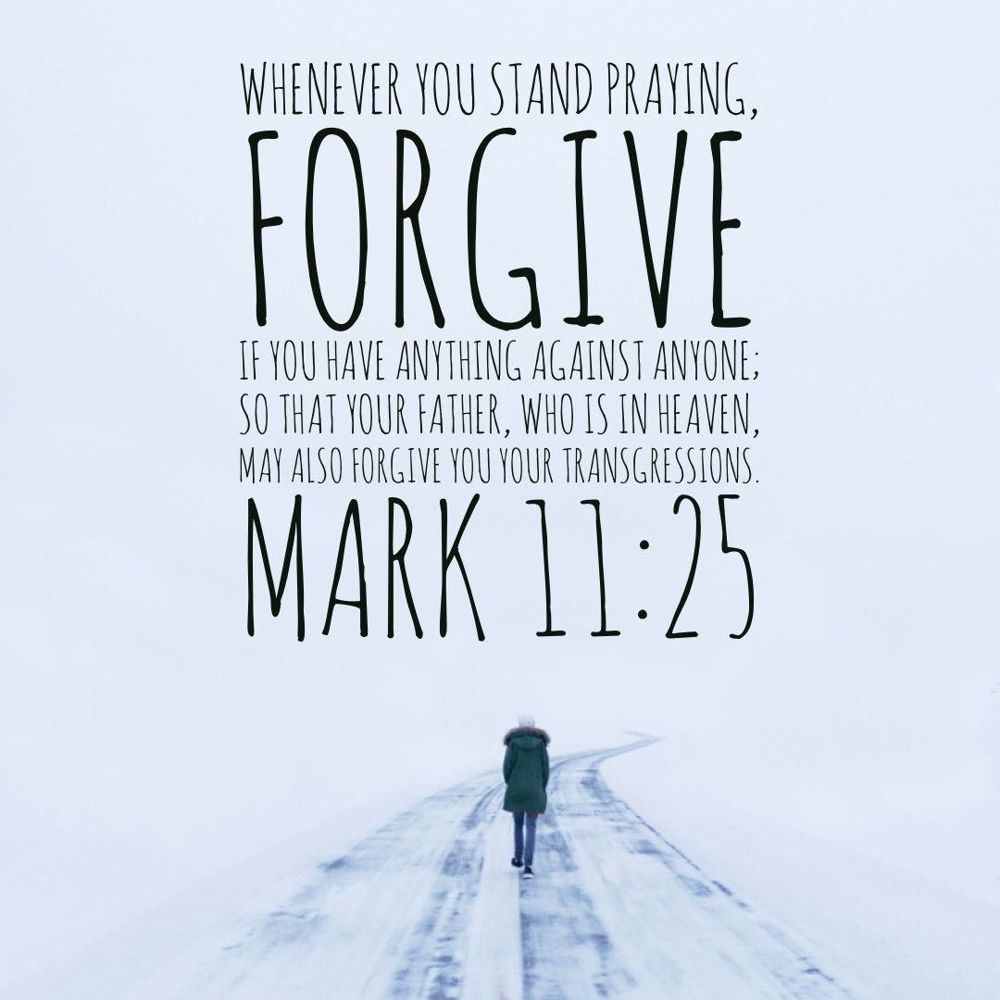 WHENEVER YOU STAND PRAYING,
FORGIVE
IF YOU HAVE ANYTHING AGAINST ANYONE;
SO THAT YOUR FATHER, WHO IS IN HEAVEN,
MAY ALSO FORGIVE YOU YOUR TRANSGRESSIONS.
MARK 11:25